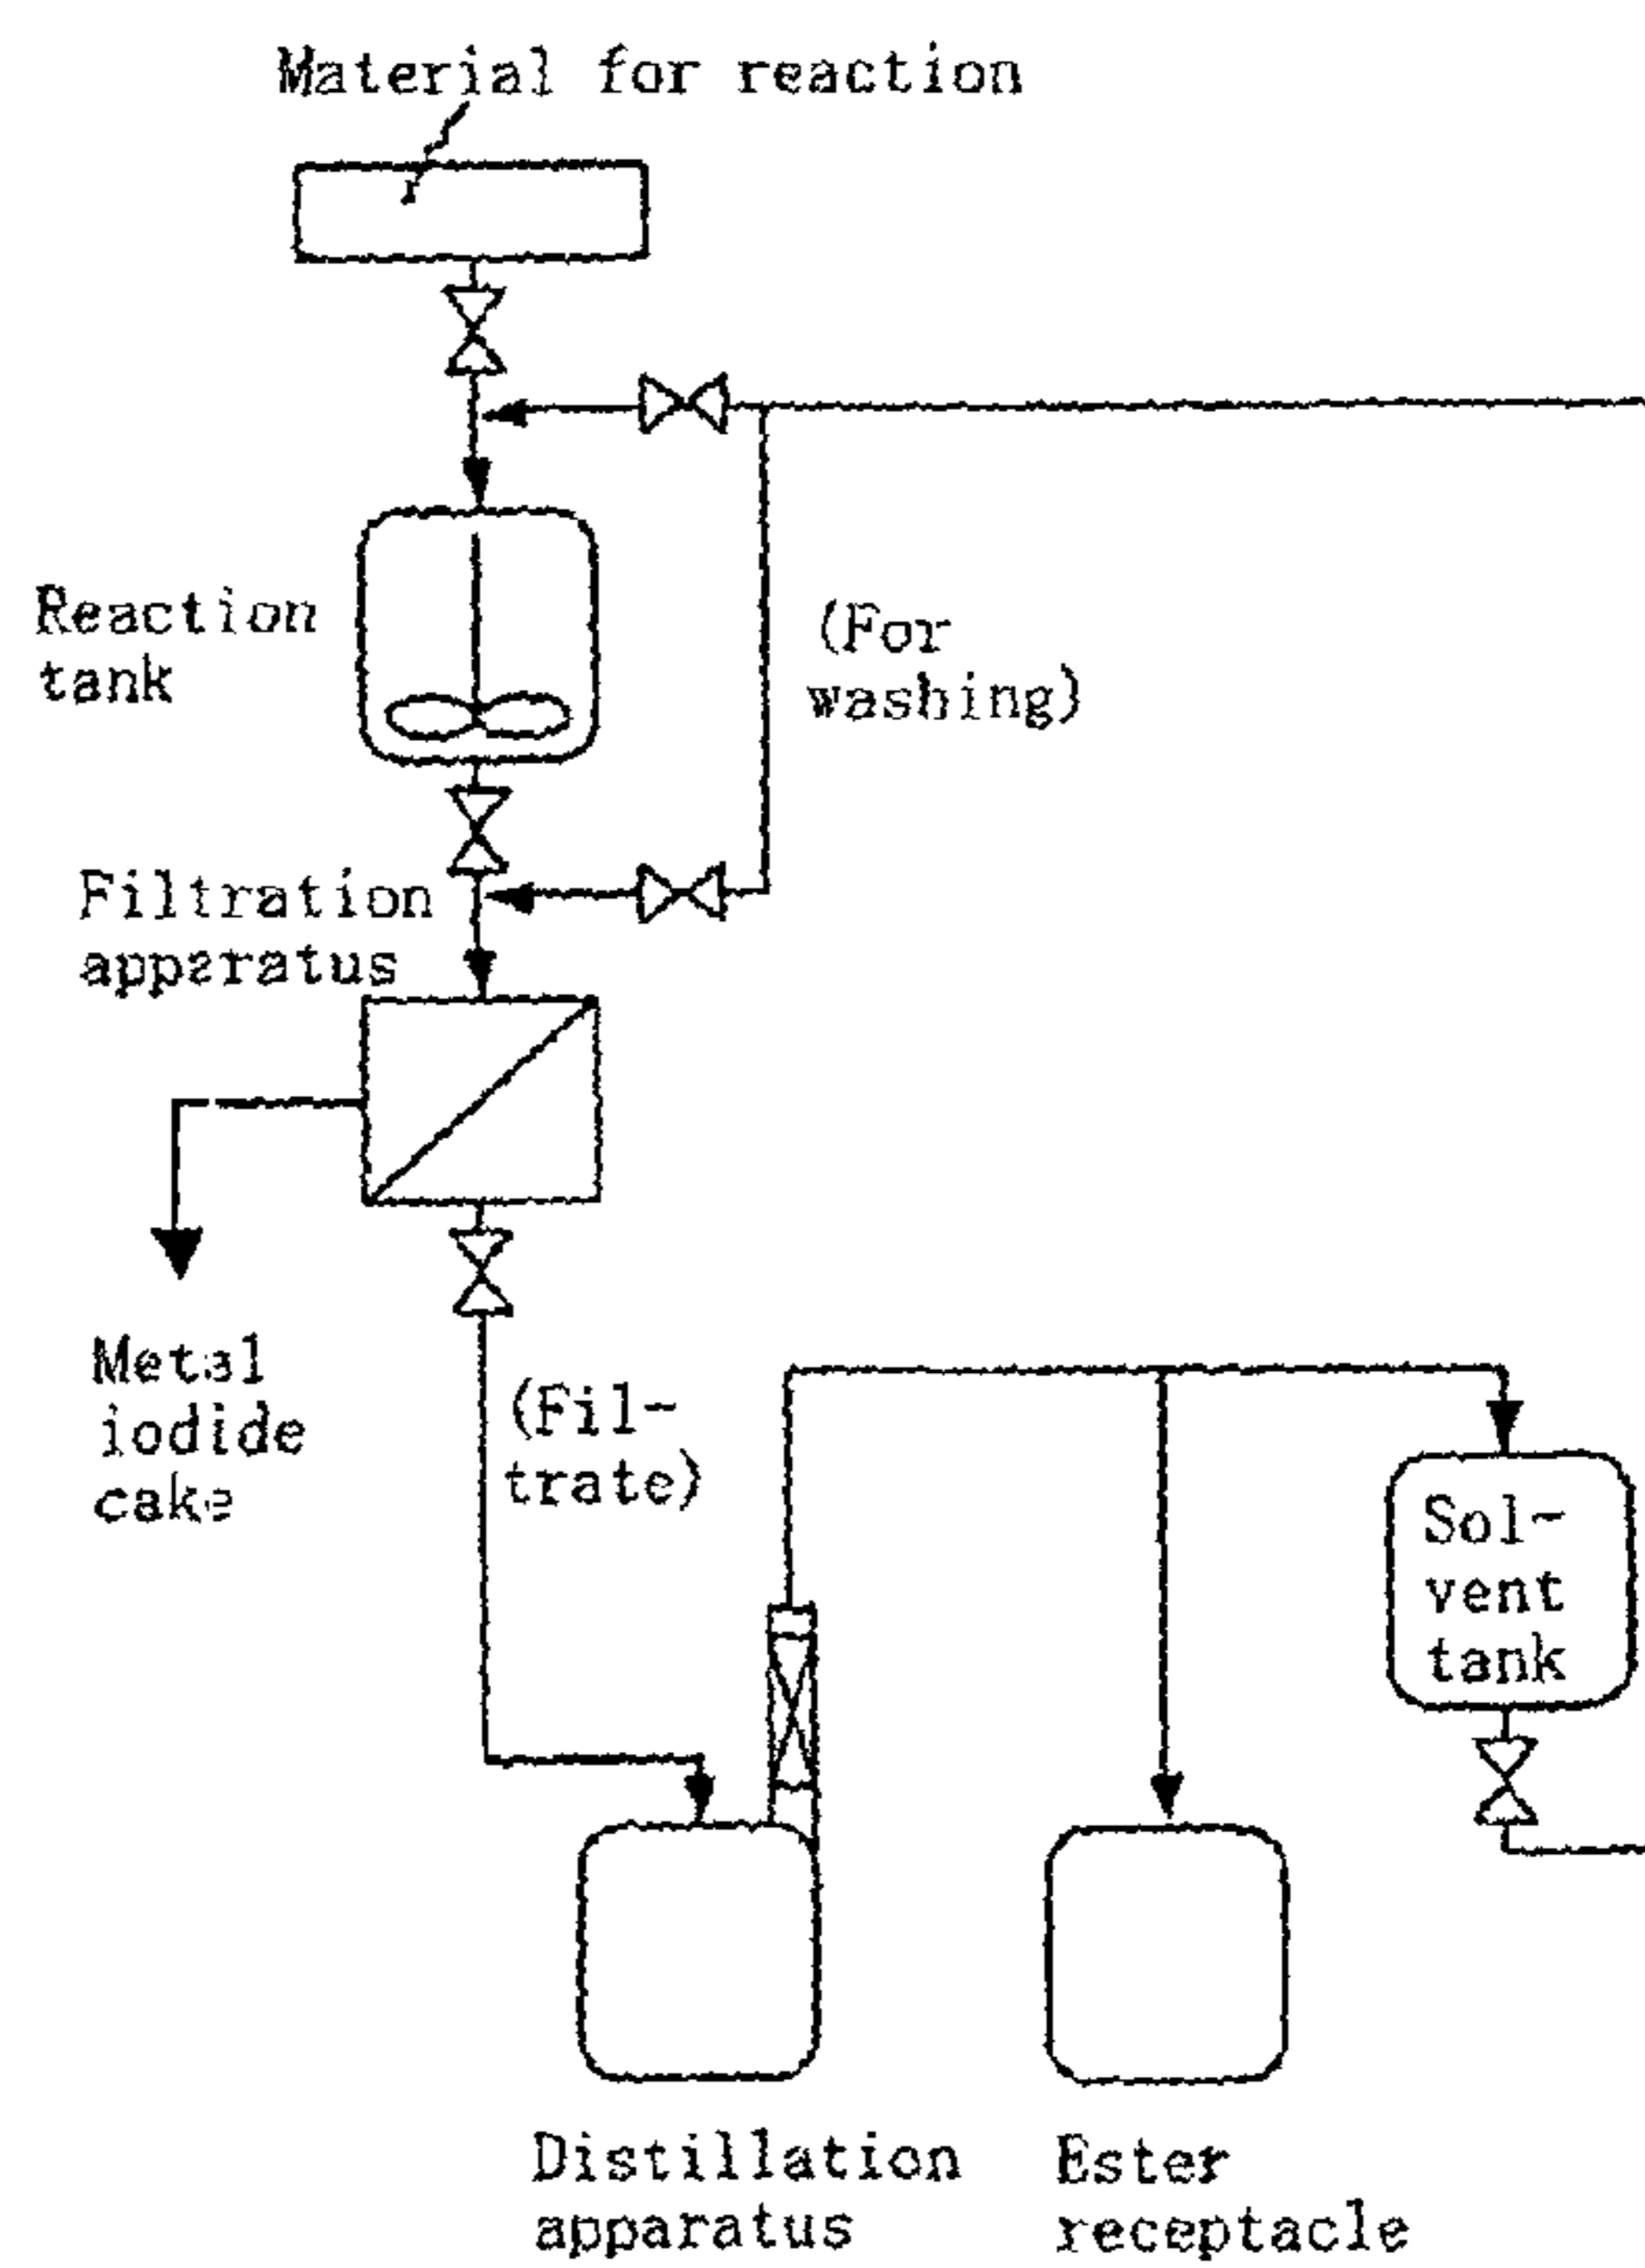 Material for reaction
Reaction
tank
(For
washing)
Filtration
apparatus
Metal
iodide
cake
(Fil-
trate)
Sol-
vent
tank
Distillation
apparatus
Ester
receptacle